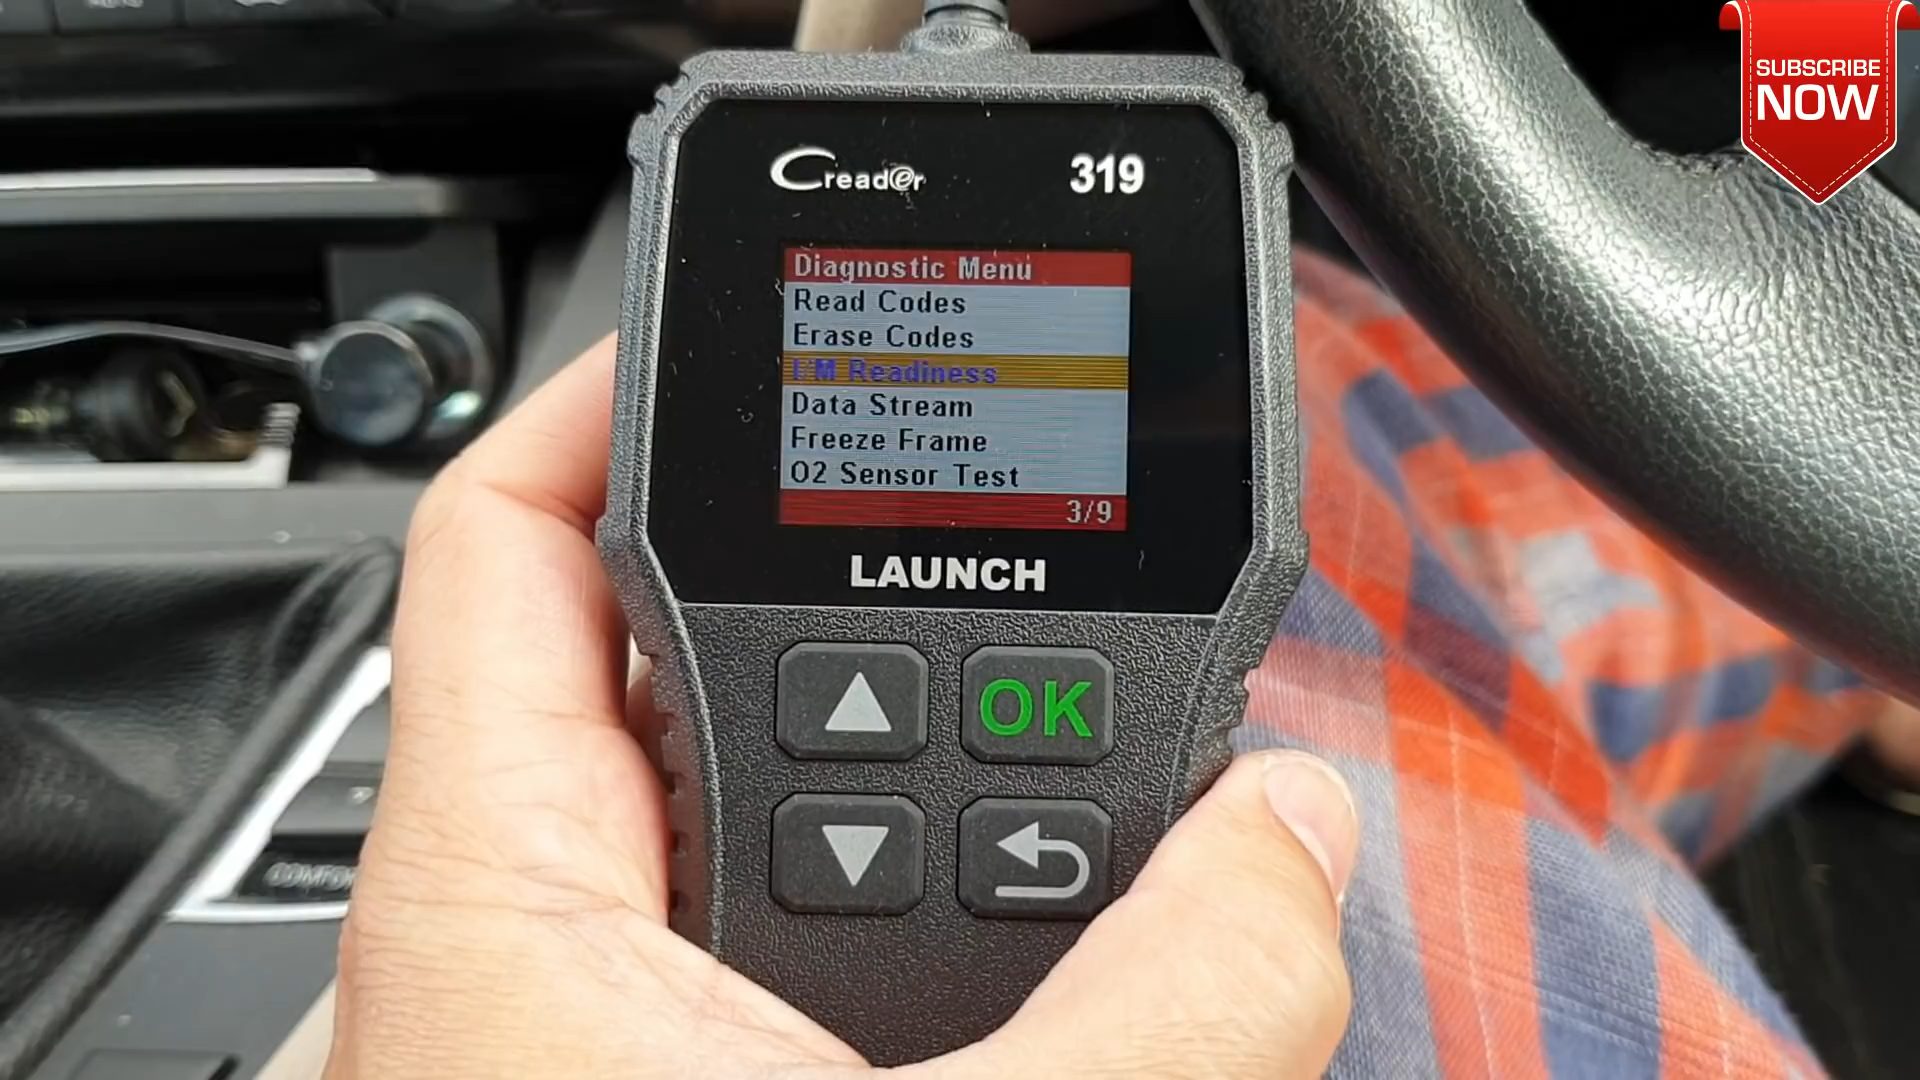 SUBSCRIBE
NOW
Creader 319
Diagnostic Menu
Read Codes
Erase Codes
I/M Readiness
Data Stream
Freeze Frame
O2 Sensor Test
3/9
LAUNCH
OK